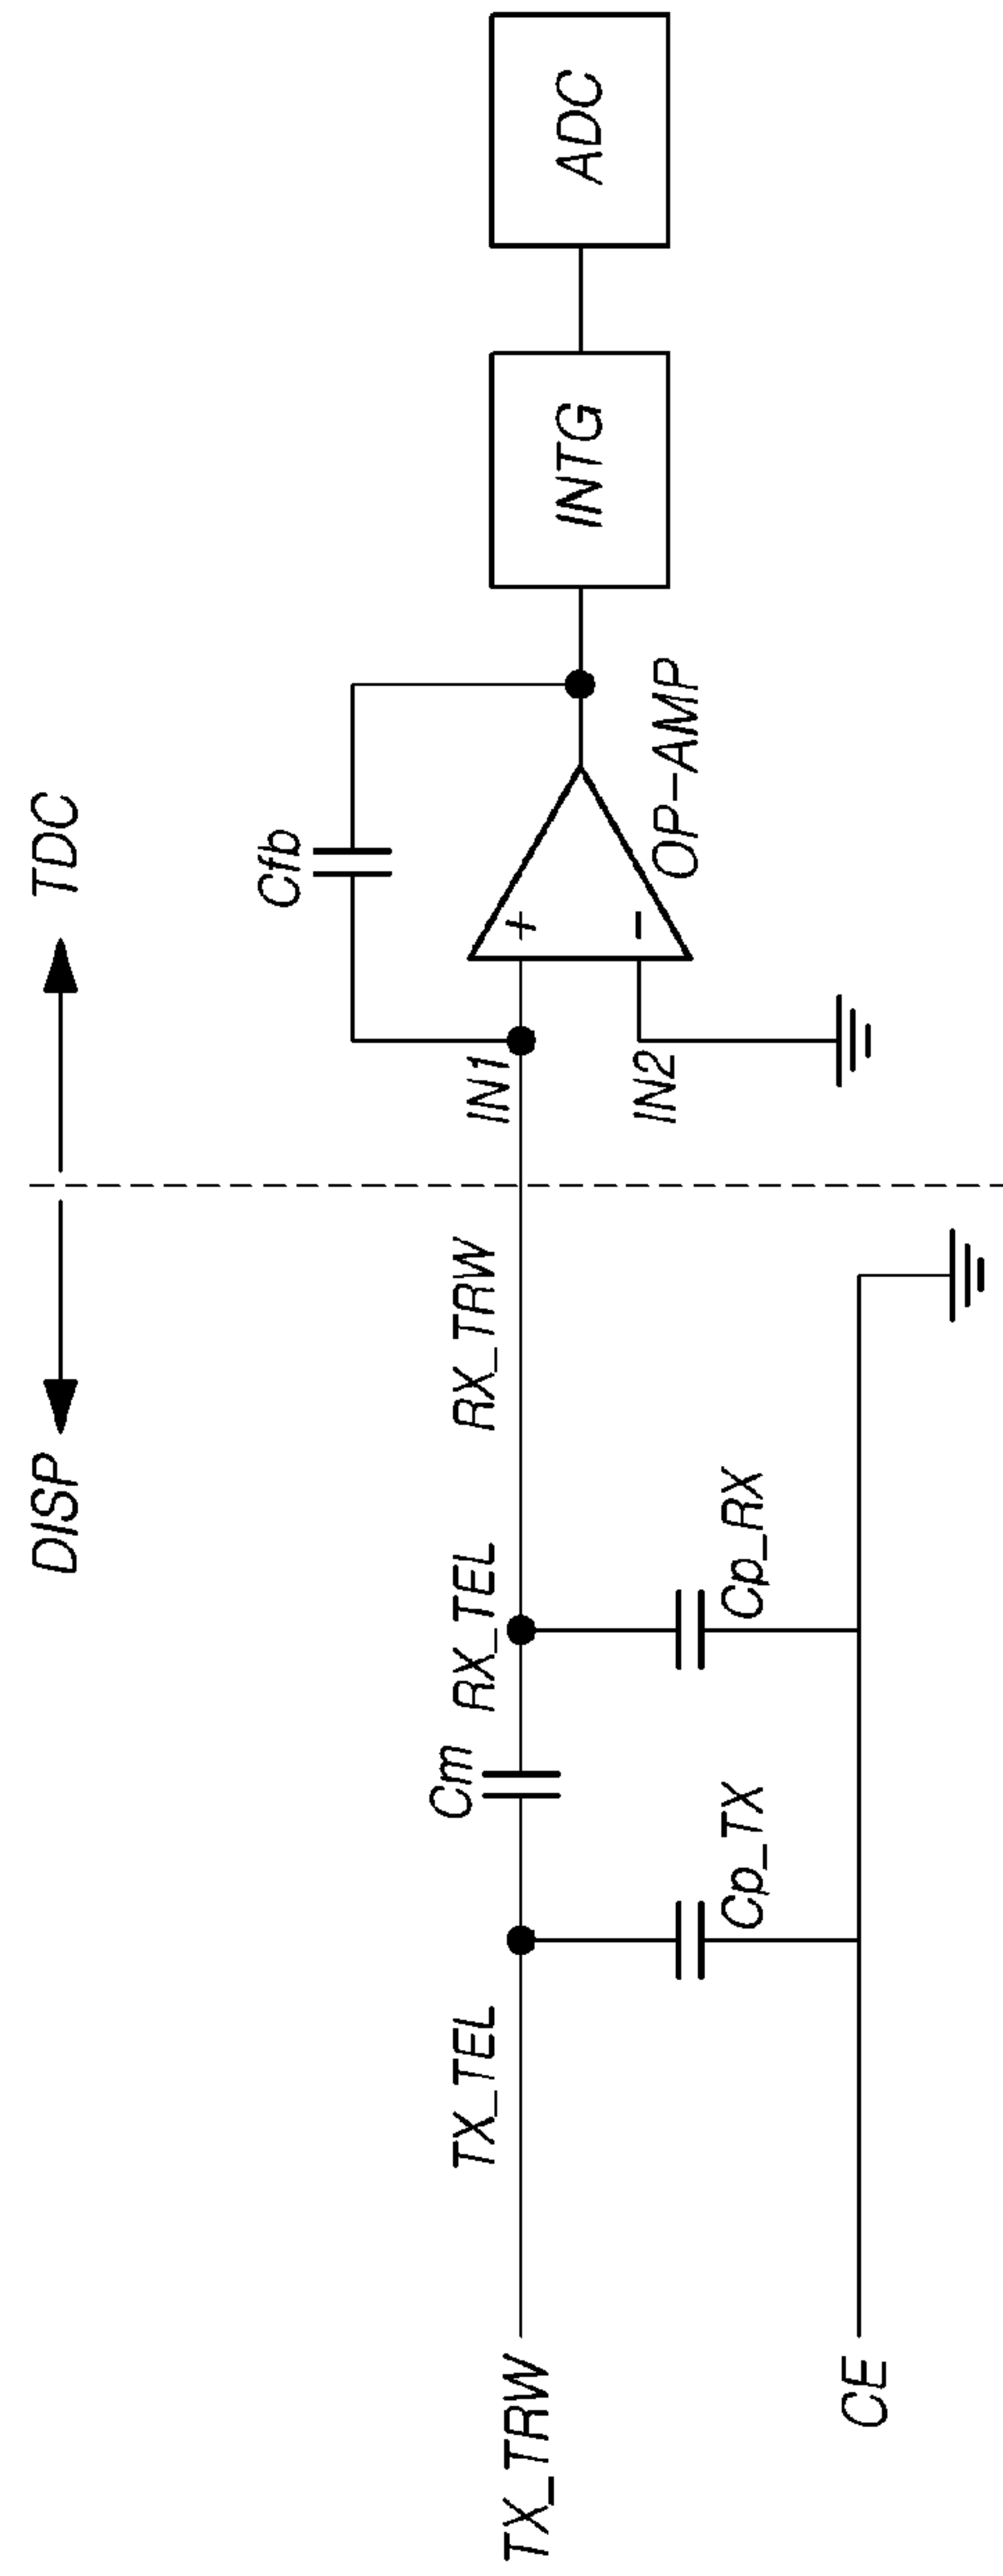 DISP
TDC
Cfb
TX_TRW
TX_TEL
Cm
RX_TEL
RX_TRW
IN1
+
INTG
ADC
IN2
−
OP-AMP
Cp_TX
Cp_RX
CE